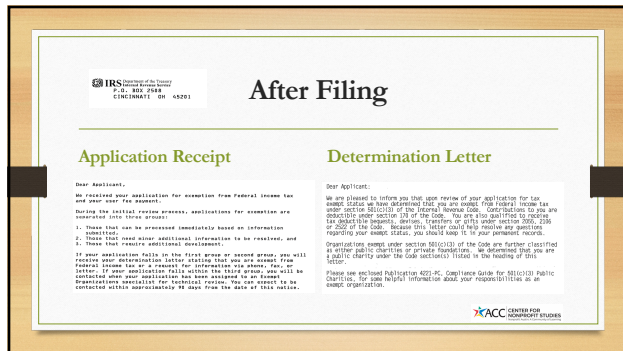 IRS Department of the Treasury
Internal Revenue Service
P.O. BOX 2508
CINCINNATI OH 45201
After Filing
Application Receipt
Dear Applicant,
We received your application for exemption from Federal income tax
and your user fee payment.
During the initial review process, applications for exemption are
separated into three groups:
1. Those that can be processed immediately based on information
submitted,
2. Those that need minor additional information to be resolved, and
3. Those that require additional development.
If your application falls in the first group or second group, you will
receive your determination letter stating that you are exempt from
Federal income tax or a request for information via phone, fax, or
letter. If your application falls within the third group, you will be
contacted when your application has been assigned to an Exempt
Organizations specialist for technical review. You can expect to be
contacted within approximately 90 days from the date of this notice.
Determination Letter
Dear Applicant:
We are pleased to inform you that upon review of your application for tax
exempt status we have determined that you are exempt from Federal income tax
under section 501(c)(3) of the Internal Revenue Code. Contributions to you are
deductible under section 170 of the Code. You are also qualified to receive
tax deductible bequests, devises, transfers or gifts under section 2055, 2106
or 2522 of the Code. Because this letter could help resolve any questions
regarding your exempt status, you should keep it in your permanent records.
Organizations exempt under section 501(c)(3) of the Code are further classified
as either public charities or private foundations. We determined that you are
a public charity under the Code section(s) listed in the heading of this
letter.
Please see enclosed Publication 4221-PC, Compliance Guide for 501(c)(3) Public
Charities, for some helpful information about your responsibilities as an
exempt organization.
ACC CENTER FOR
NONPROFIT STUDIES